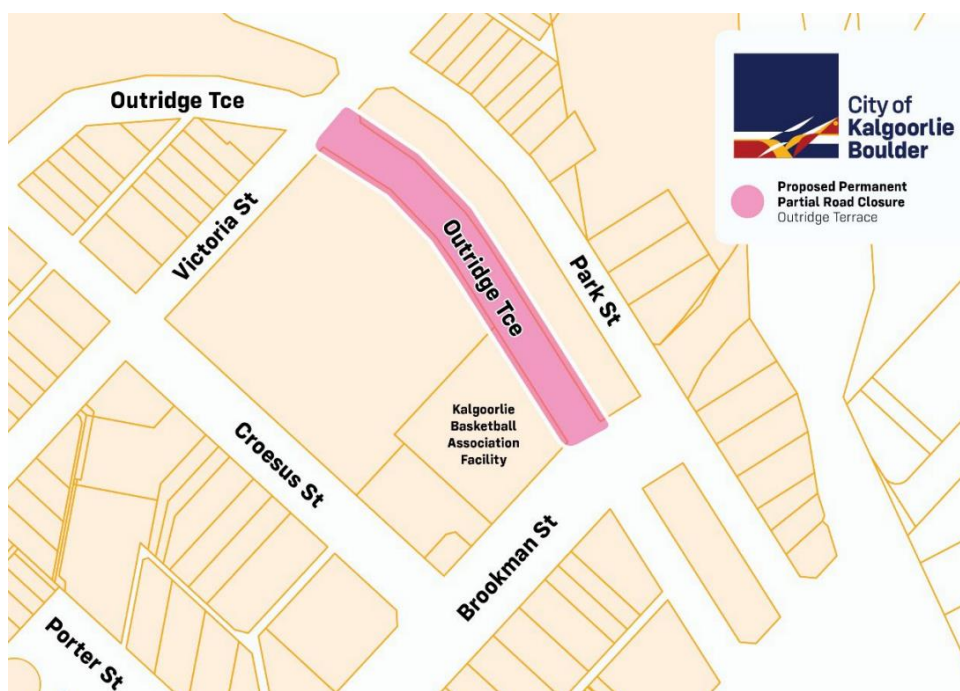 Outridge Tce
City of
Kalgoorlie
Boulder
Proposed Permanent
Partial Road Closure
Outridge Terrace
Victoria St
Outridge Tce
Park St
Kalgoorlie
Basketball
Association
Facility
Croesus St
Brookman St
Porter St